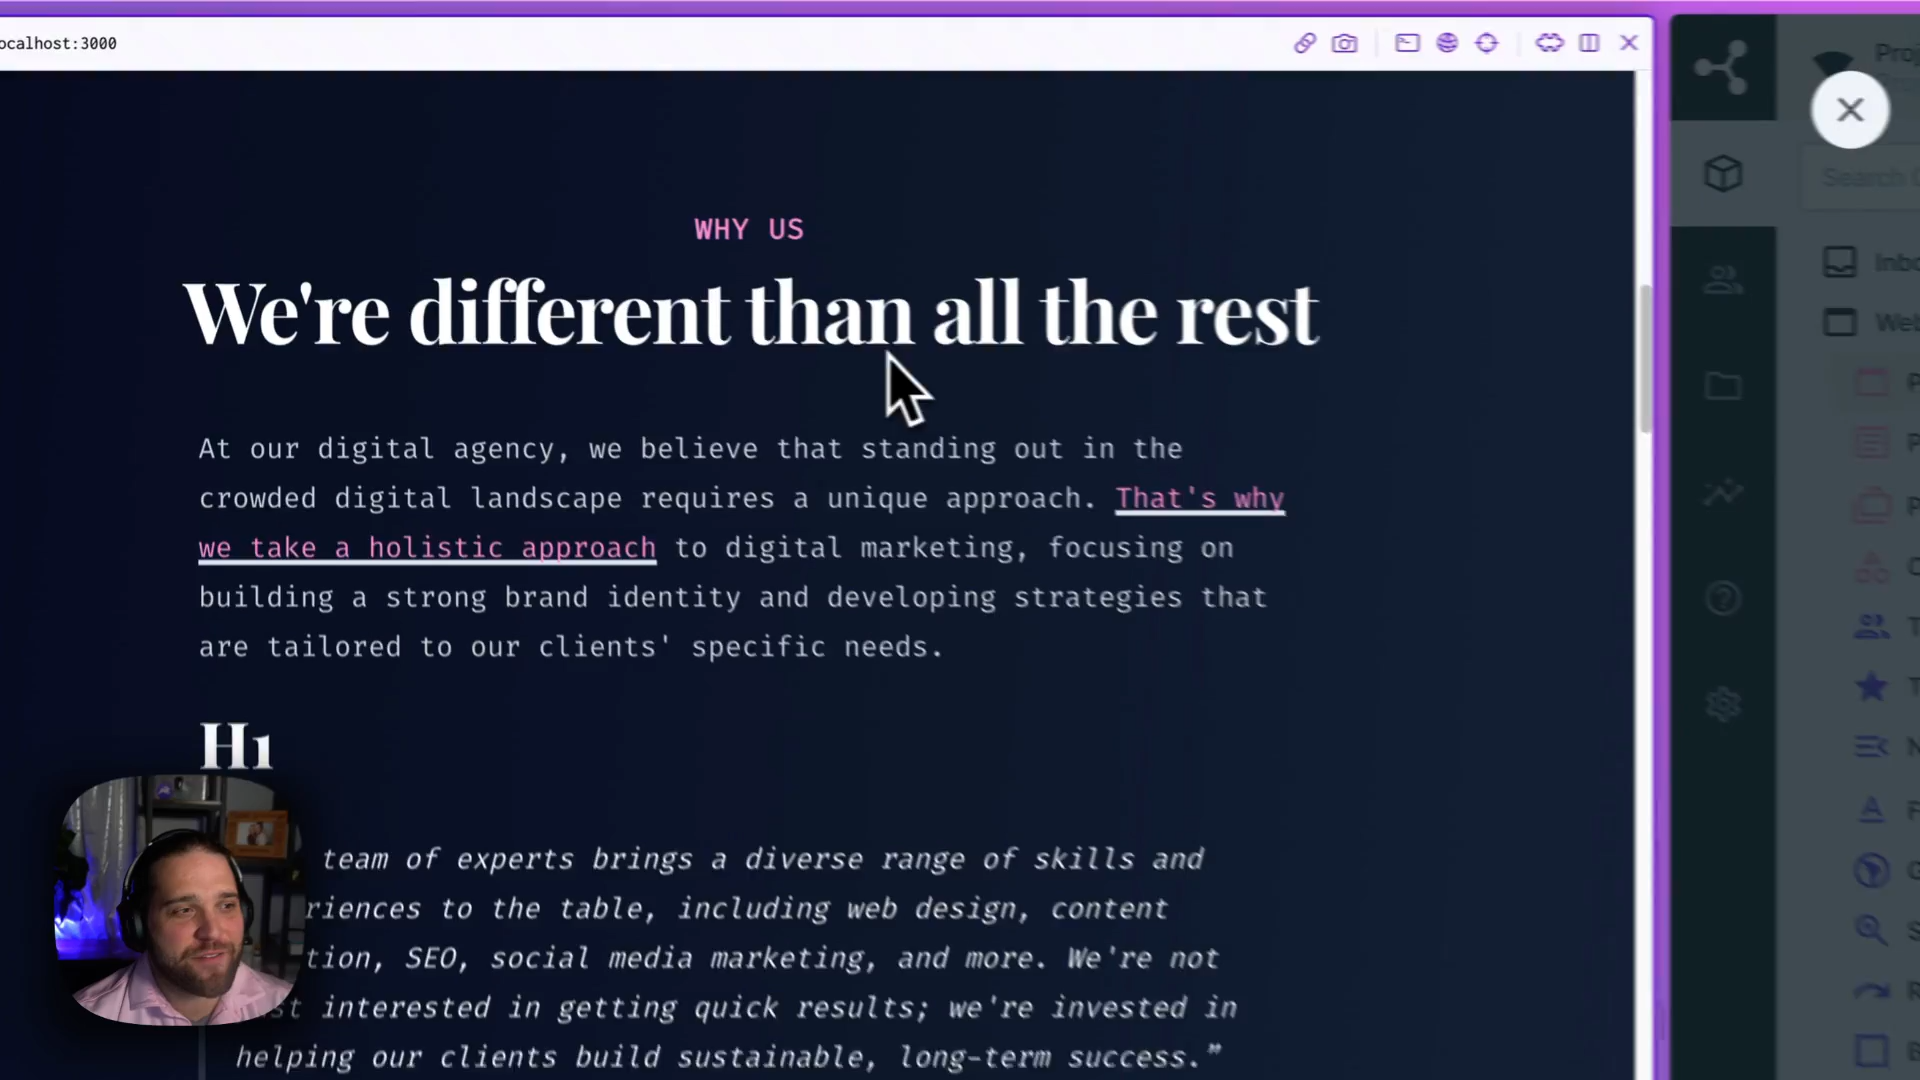 ocalhost:3000
WHY US
We're different than all the rest
At our digital agency, we believe that standing out in the
crowded digital landscape requires a unique approach. That's why
we take a holistic approach to digital marketing, focusing on
building a strong brand identity and developing strategies that
are tailored to our clients' specific needs.
H1
team of experts brings a diverse range of skills and
riences to the table, including web design, content
tion, SEO, social media marketing, and more. We're not
st interested in getting quick results; we're invested in
helping our clients build sustainable, long-term success.”
Proj
Search
Inbo
Web